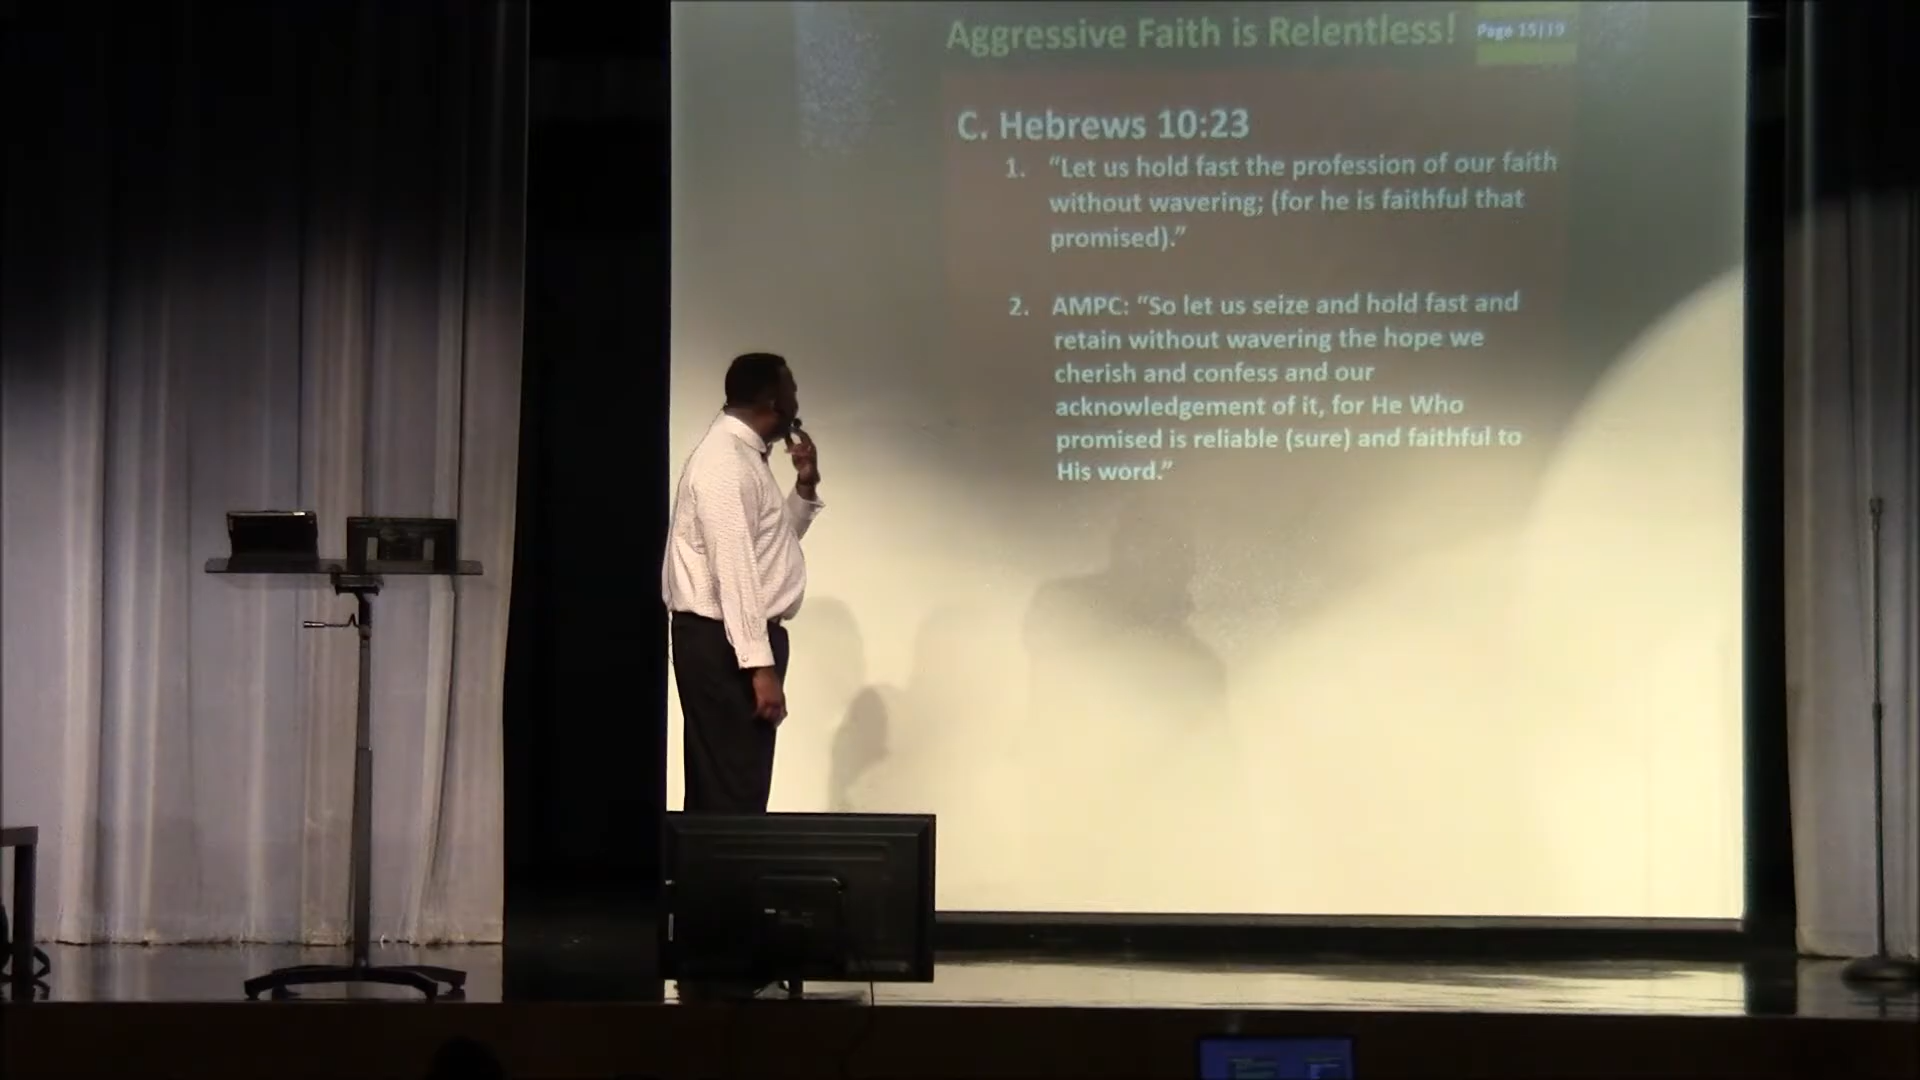 Aggressive Faith is Relentless! Page 15/19
C. Hebrews 10:23
1. “Let us hold fast the profession of our faith
without wavering; (for he is faithful that
promised).”
2. AMPC: “So let us seize and hold fast and
retain without wavering the hope we
cherish and confess and our
acknowledgement of it, for He Who
promised is reliable (sure) and faithful to
His word.”